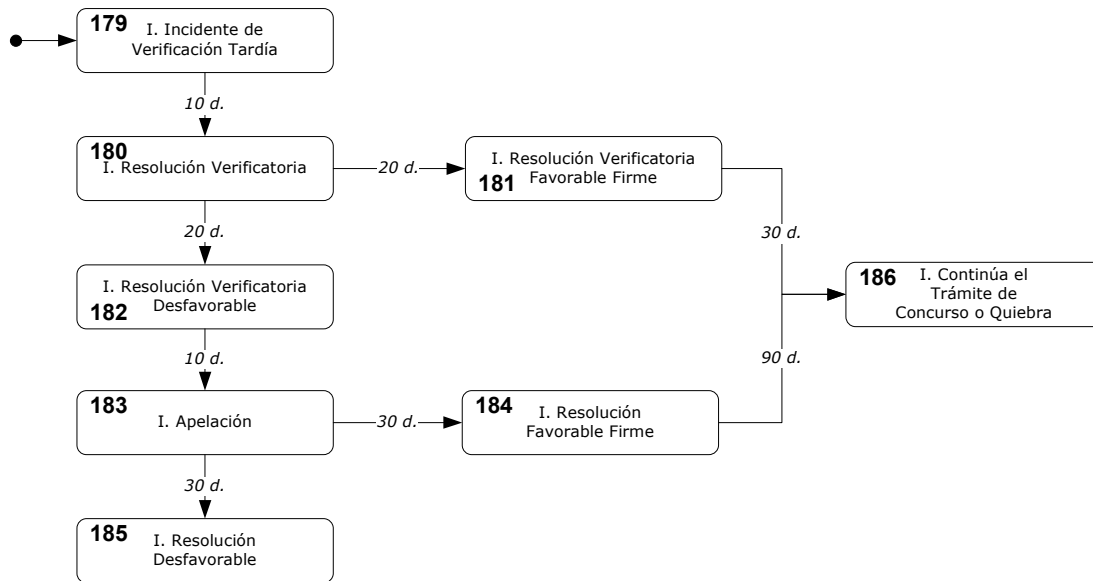 179 I. Incidente de
Verificación Tardía
10 d.
180
I. Resolución Verificatoria
20 d.
I. Resolución Verificatoria
181 Favorable Firme
30 d.
20 d.
I. Resolución Verificatoria
182 Desfavorable
186 I. Continúa el
Trámite de
Concurso o Quiebra
10 d.
90 d.
183
I. Apelación
30 d.
184 I. Resolución
Favorable Firme
30 d.
185 I. Resolución
Desfavorable